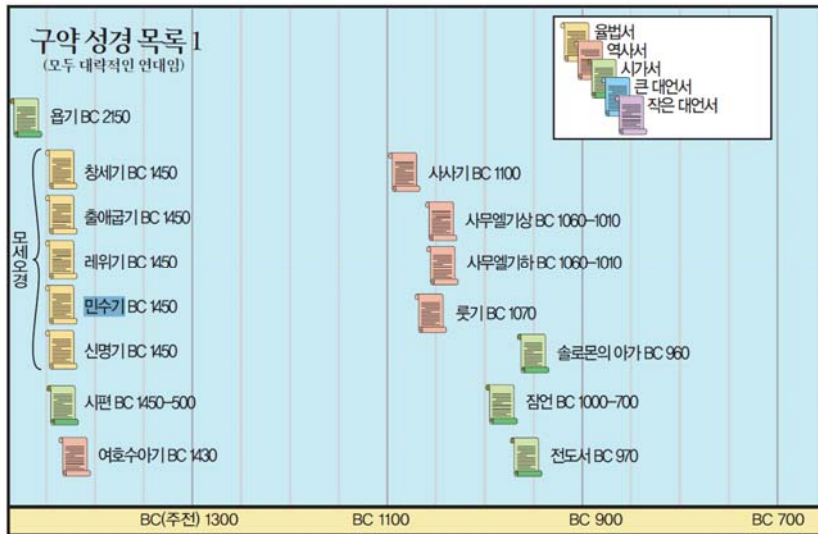 구약 성경 목록 1
(모두 대략적인 연대임)
율법서
역사서
시가서
큰 대언서
작은 대언서
욥기 BC 2150
모세오경
창세기 BC 1450
출애굽기 BC 1450
레위기 BC 1450
민수기 BC 1450
신명기 BC 1450
시편 BC 1450–500
여호수아기 BC 1430
사사기 BC 1100
사무엘기상 BC 1060–1010
사무엘기하 BC 1060–1010
룻기 BC 1070
솔로몬의 아가 BC 960
잠언 BC 1000–700
전도서 BC 970
BC(주전) 1300
BC 1100
BC 900
BC 700